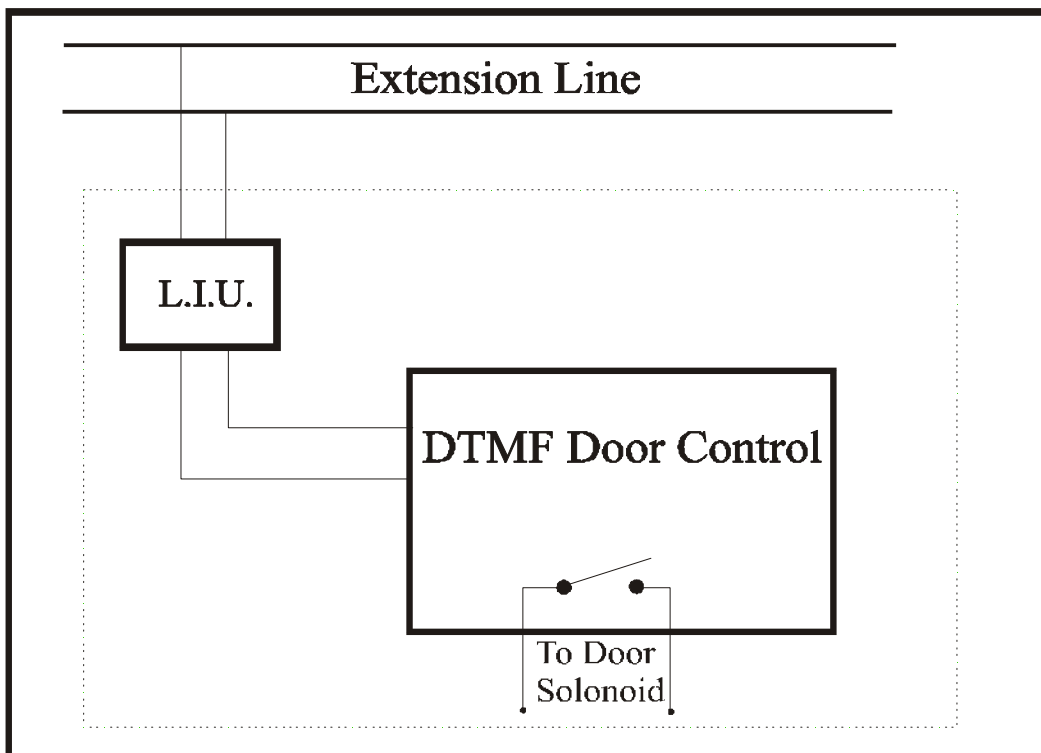 Extension Line
L.I.U.
DTMF Door Control
To Door
Solonoid